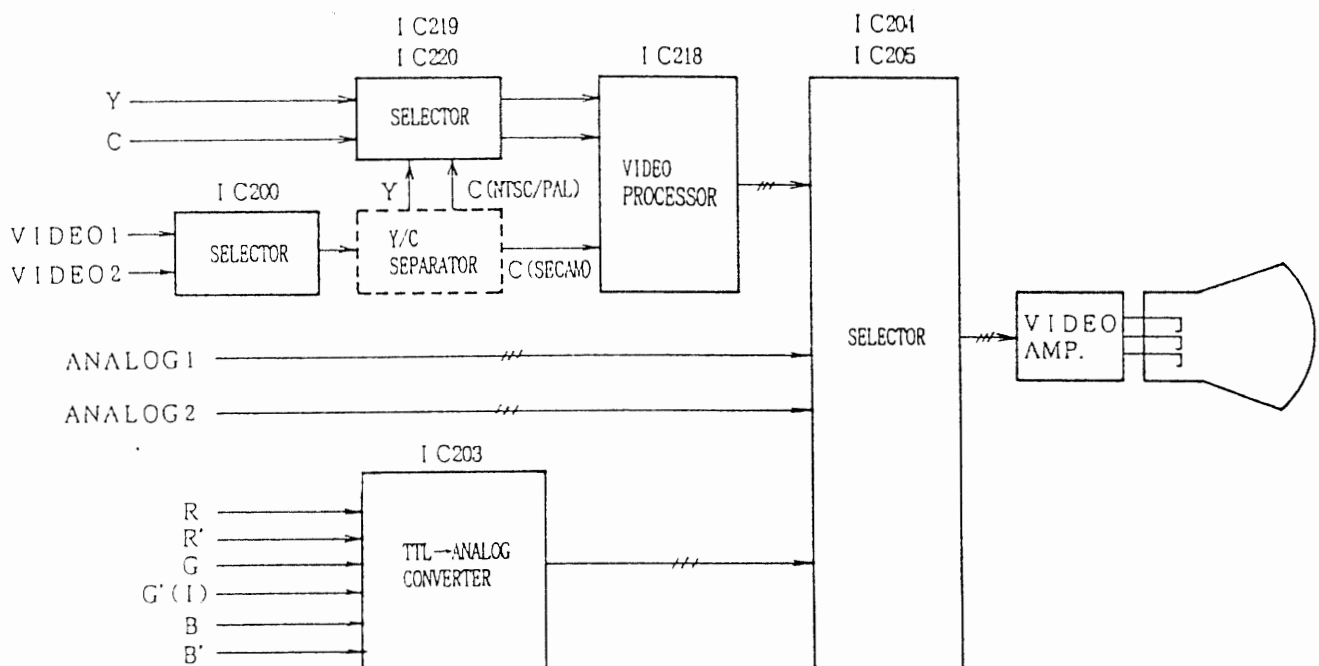 IC219
IC220
IC218
IC204
IC205
Y
C
SELECTOR
VIDEO
PROCESSOR
Y
C(NTSC/PAL)
IC200
VIDEO1
VIDEO2
SELECTOR
Y/C
SEPARATOR
C(SECAM)
SELECTOR
VIDEO
AMP.
ANALOG1
ANALOG2
IC203
R
R'
G
G'(I)
B
B'
TTL→ANALOG
CONVERTER